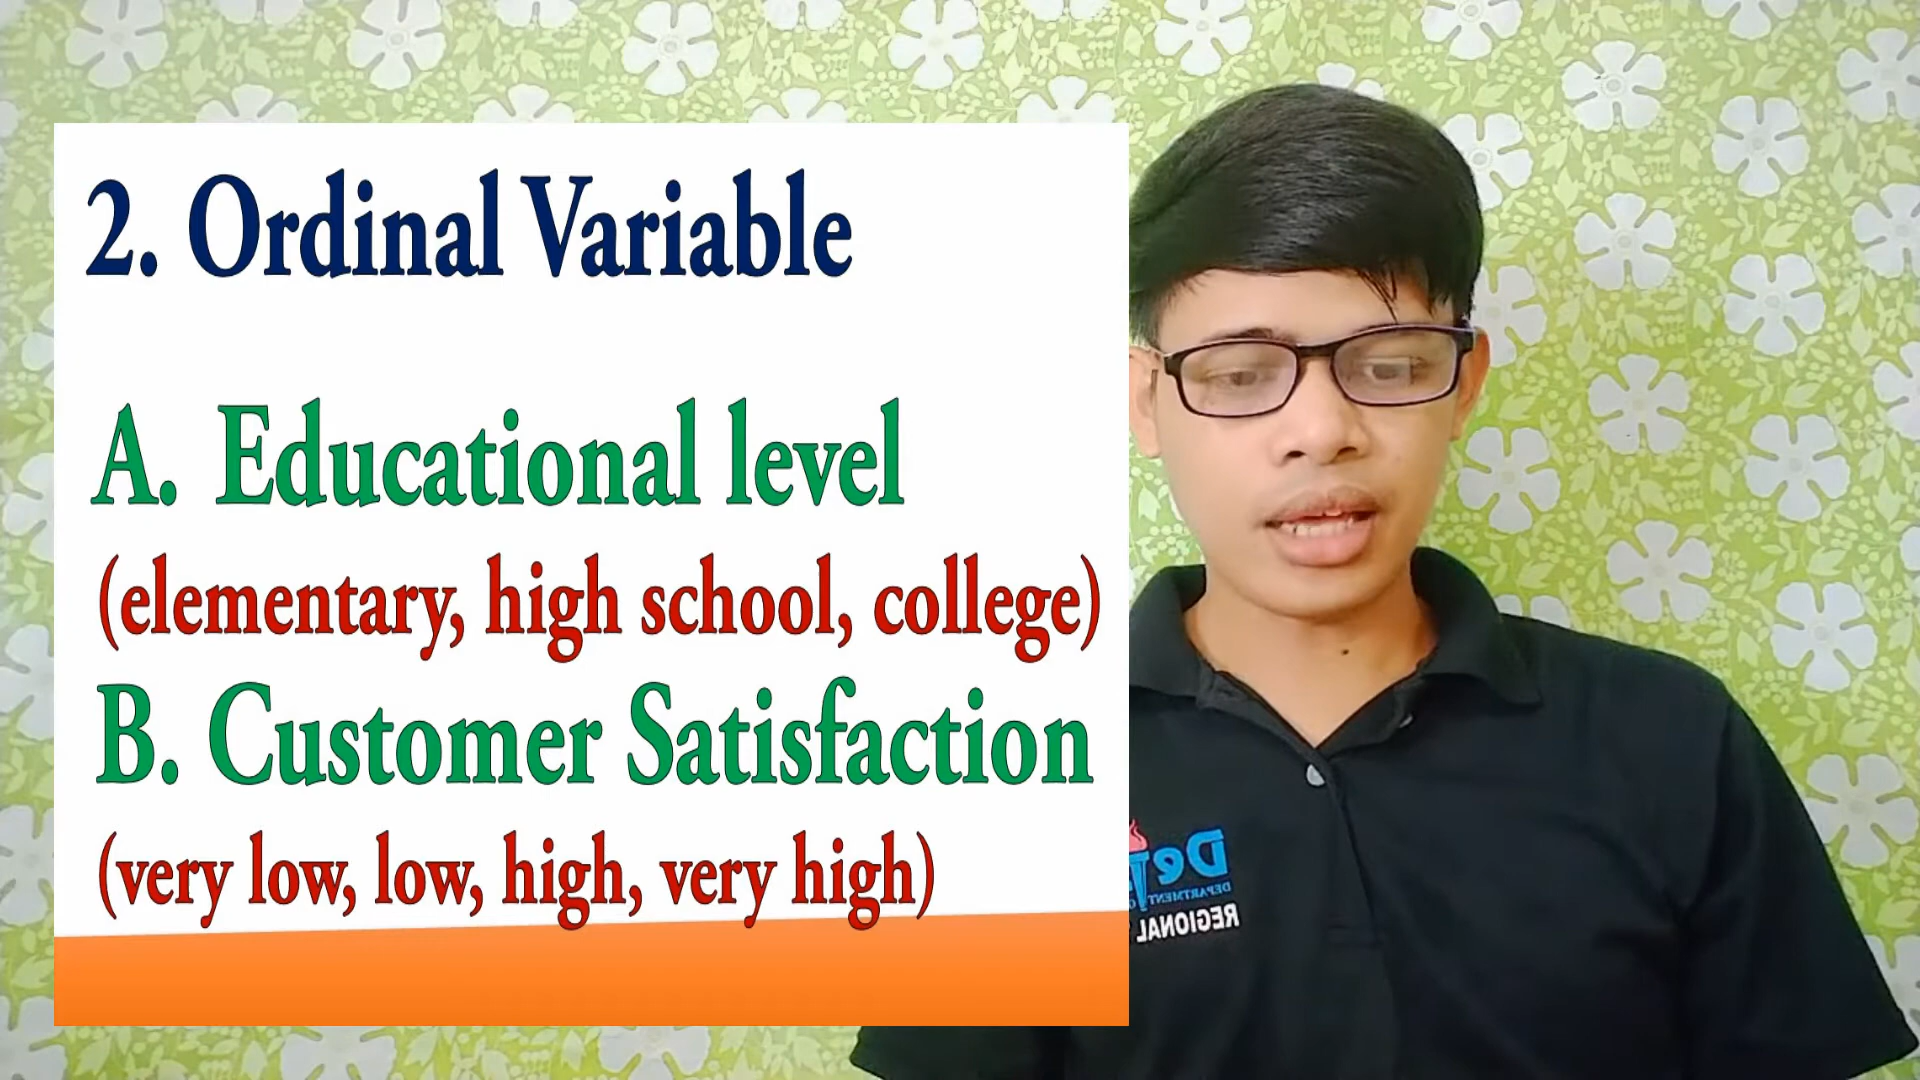 2. Ordinal Variable
A. Educational level
(elementary, high school, college)
B. Customer Satisfaction
(very low, low, high, very high)
DEPARTMENT
REGIONAL